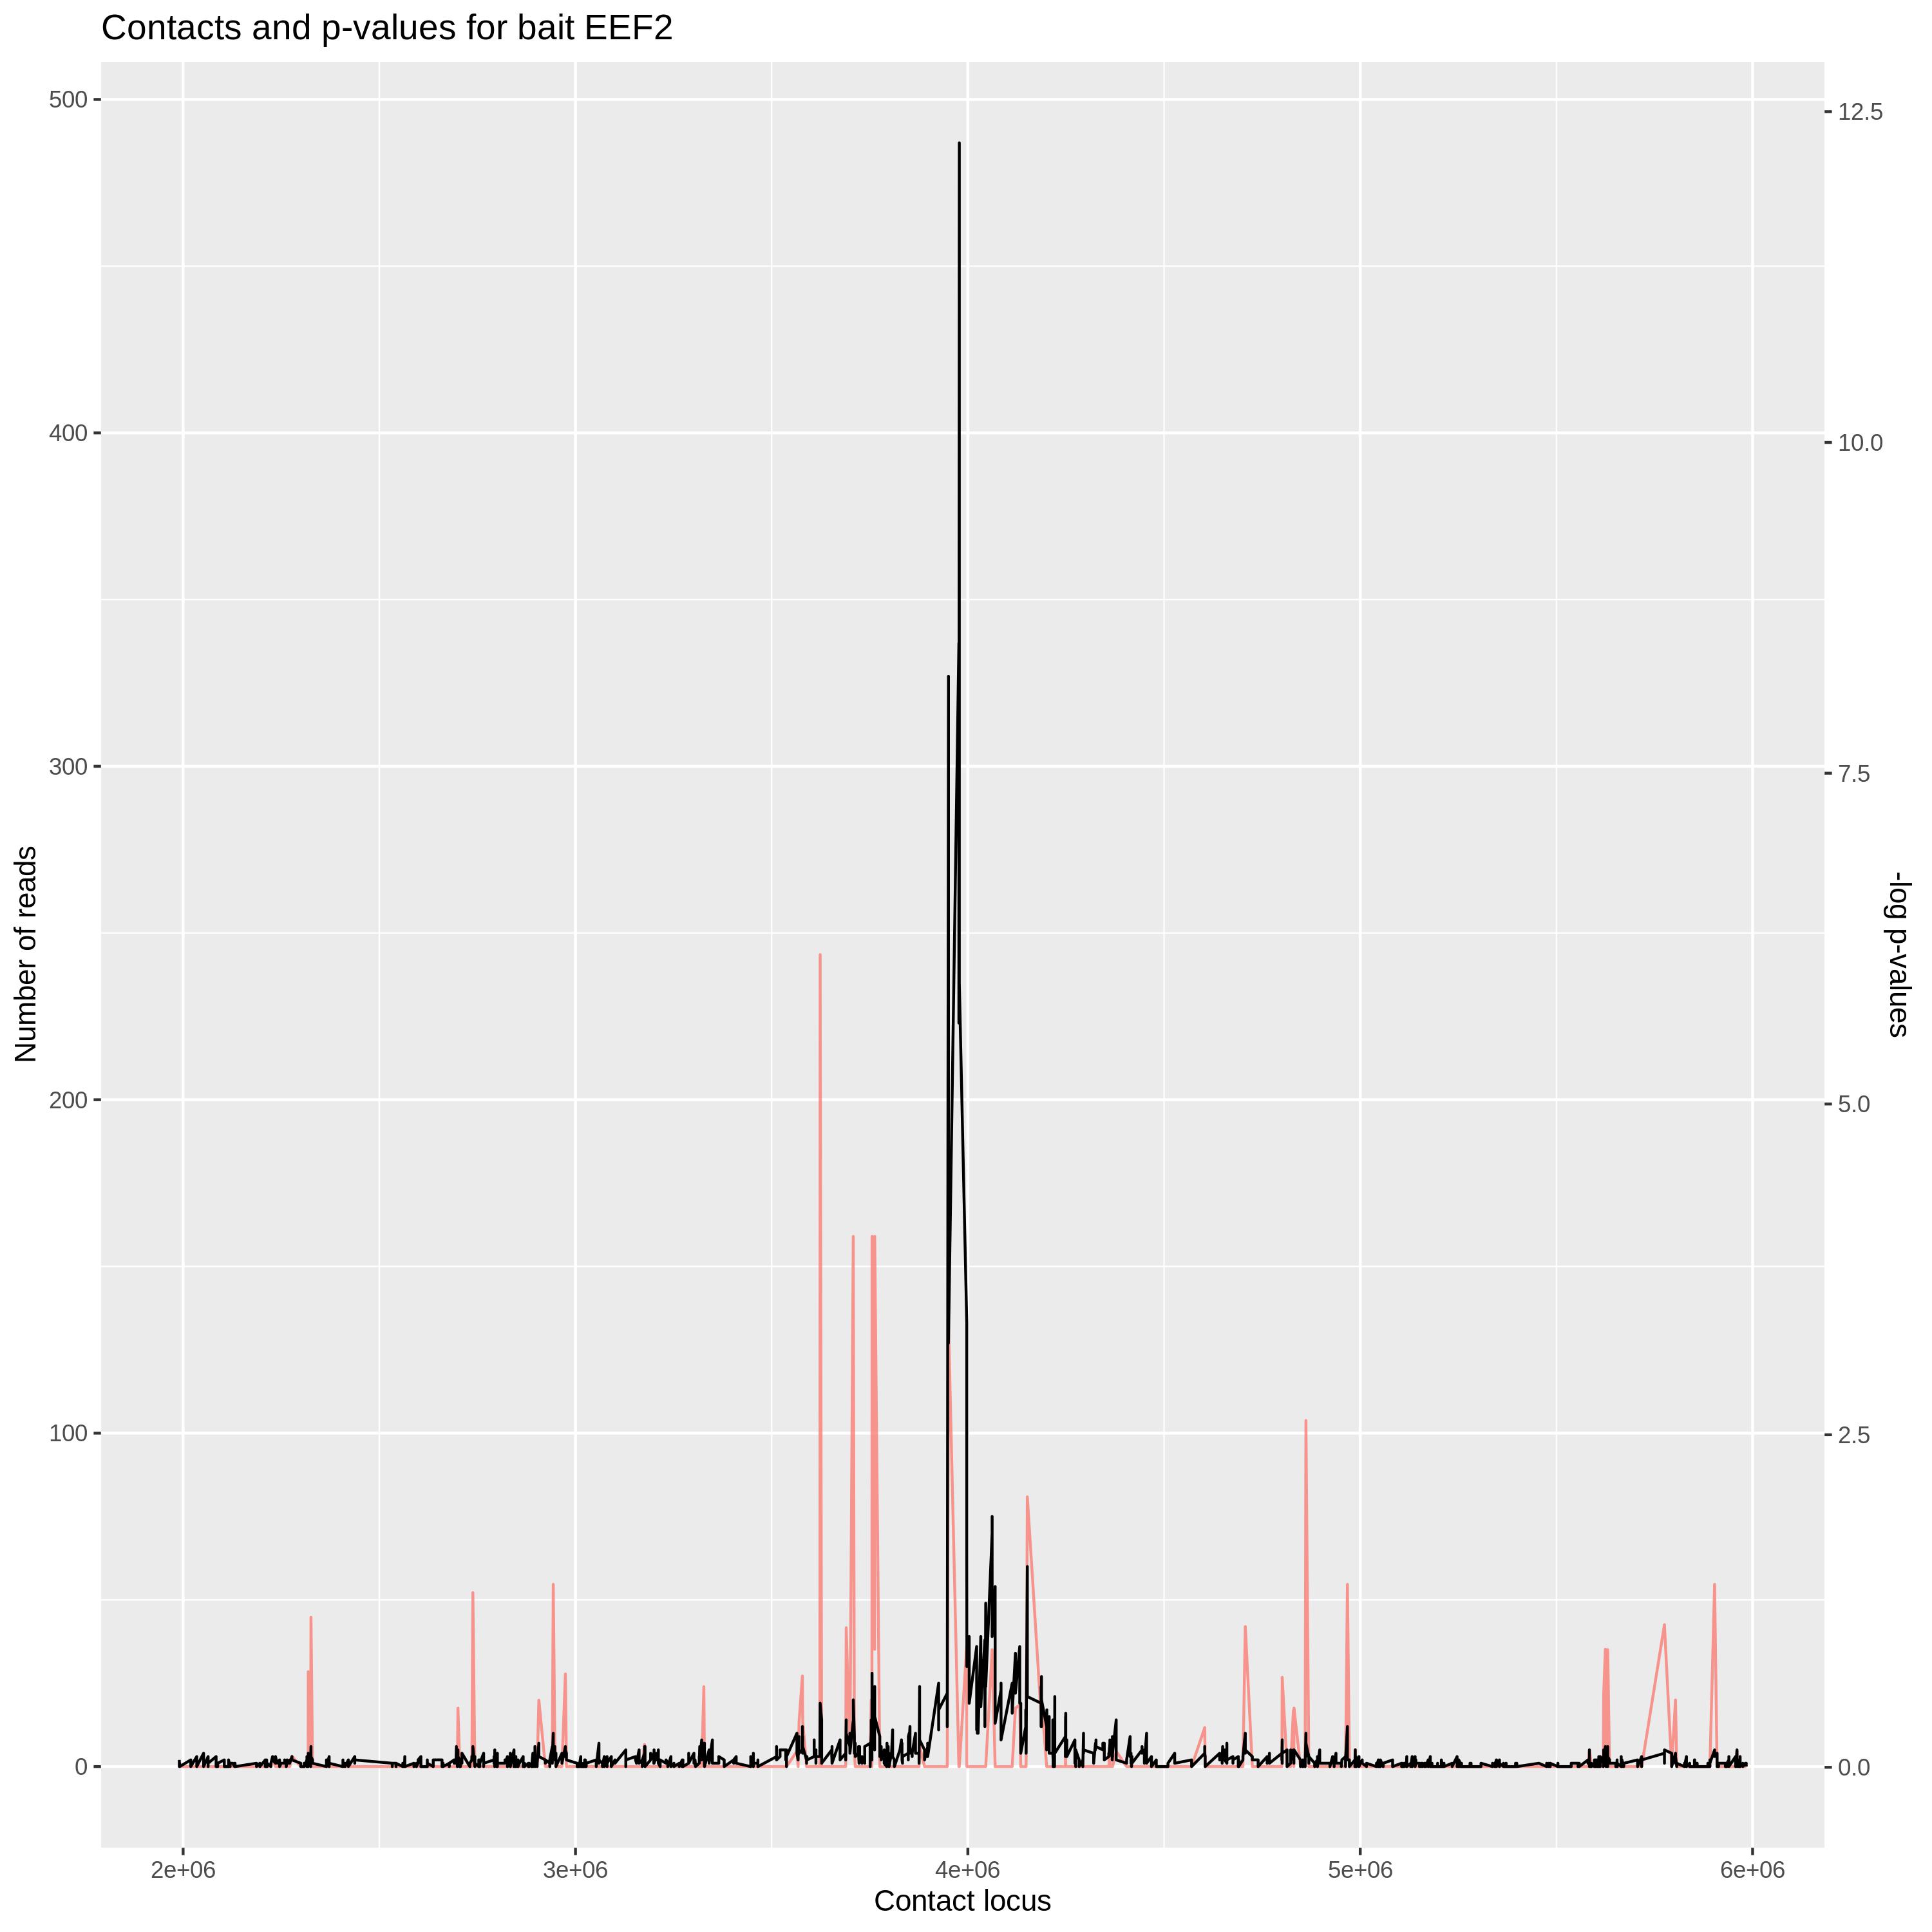 Contacts and p-values for bait EEF2
500
400
300
200
100
0
Number of reads
12.5
10.0
7.5
5.0
2.5
0.0
-log p-values
2e+06
3e+06
4e+06
5e+06
6e+06
Contact locus